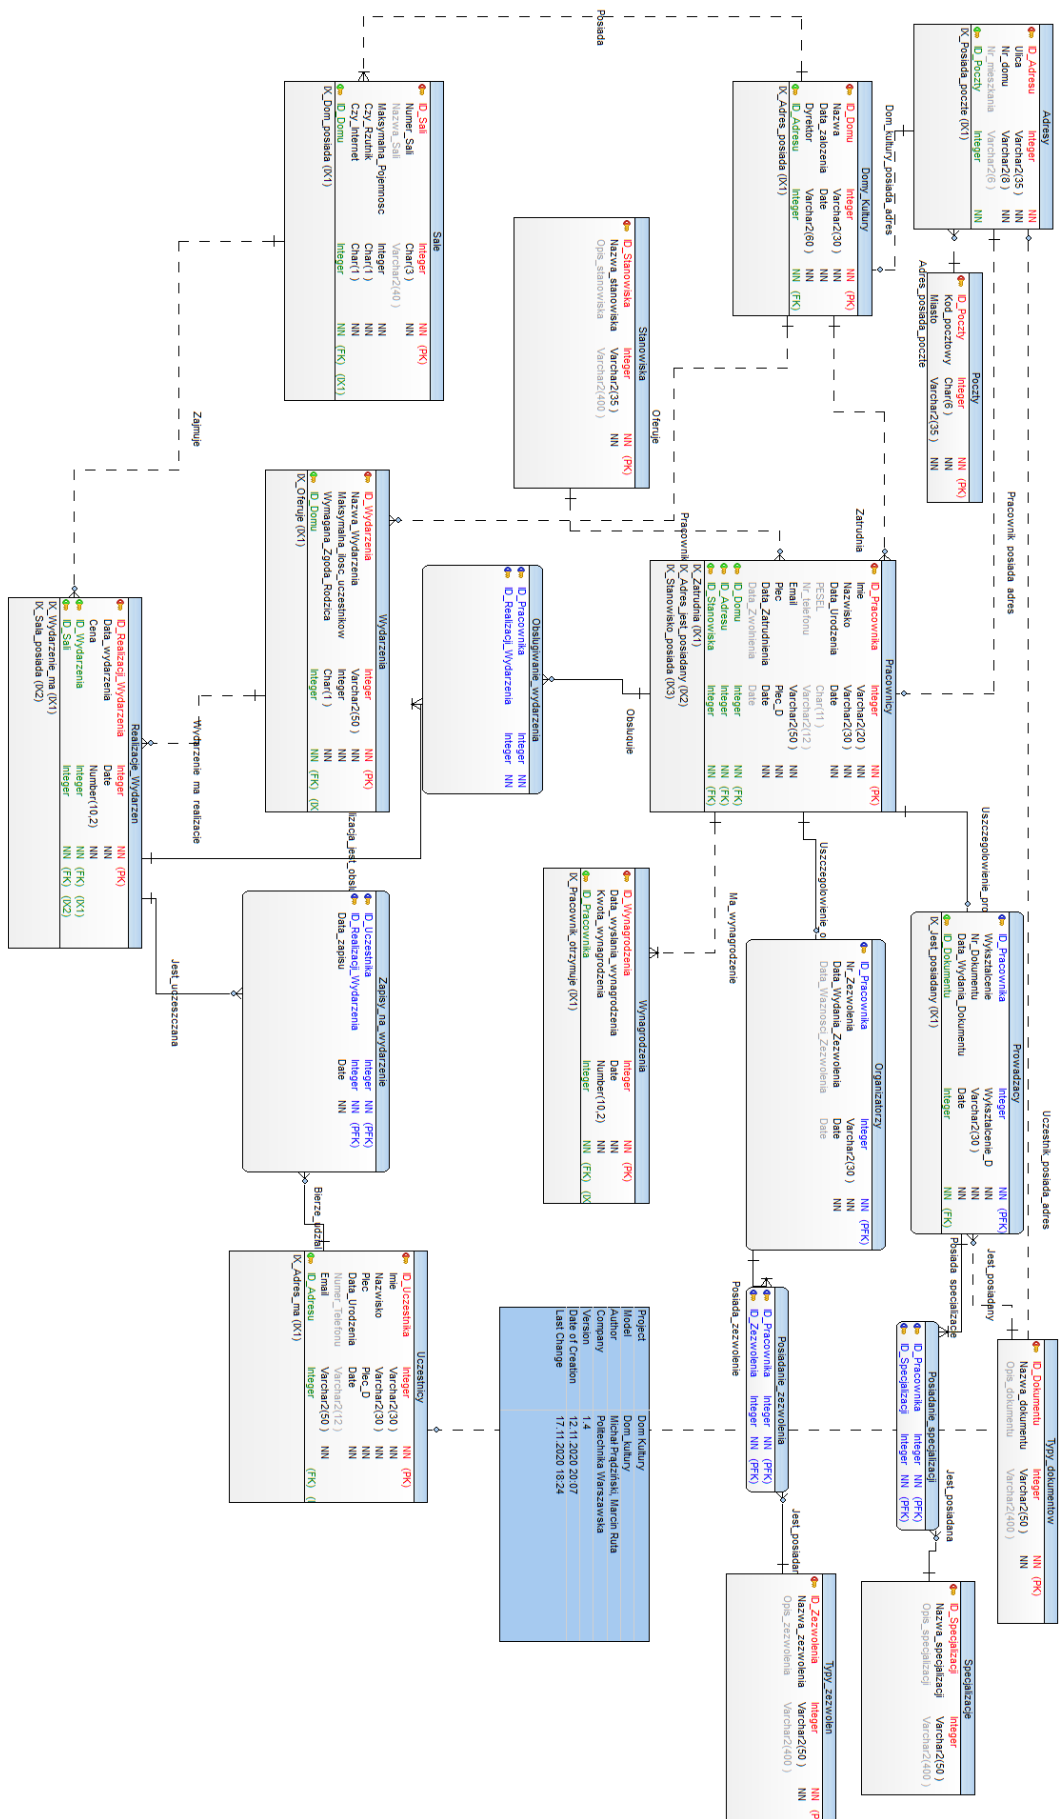 Adresy
ID_Adresu Integer NN (PK)
Ulica Varchar2(35 ) NN
Nr_domu Varchar2(8 ) NN
Nr_mieszkania Varchar2(6 )
ID_Poczty Integer NN
IX_Posiada_poczte (IX1)
Poczty
ID_Poczty Integer NN (PK)
Kod_pocztowy Char(6 ) NN
Miasto Varchar2(35 ) NN
Adres_posiada_poczte
Dom_kultury_posiada_adres
Pracownik posiada adres
Uczestnik_posiada_adres
Typy_dokumentow
ID_Dokumentu Integer NN (PK)
Nazwa_dokumentu Varchar2(50 ) NN
Opis_dokumentu Varchar2(400 )
Domy_Kultury
ID_Domu Integer NN (PK)
Nazwa Varchar2(30 ) NN
Data_zalozenia Date NN
Dyrektor Varchar2(60 ) NN
ID_Adresu Integer NN (FK)
IX_Adres_posiada (IX1)
Posiada
Zatrudnia
Pracownicy
ID_Pracownika Integer NN (PK)
Imie Varchar2(20 ) NN
Nazwisko Varchar2(30 ) NN
Data_Urodzenia Date NN
PESEL Char(11 )
Nr_telefonu Varchar2(12 )
Email Varchar2(50 ) NN
Plec Plec_D NN
Data_Zatrudnienia Date NN
Data_Zwolnienia Date
ID_Domu Integer NN (FK)
ID_Adresu Integer NN (FK)
ID_Stanowiska Integer NN (FK)
IX_Zatrudnia (IX1)
IX_Adres_jest_posiadany (IX2)
IX_Stanowisko_posiada (IX3)
Uszczegolowienie_pro
Prowadzacy
ID_Pracownika Integer NN (PFK)
Wyksztalcenie Wyksztalcenie_D NN
Nr_Dokumentu Varchar2(30 ) NN
Data_Wydania_Dokumentu Date NN
ID_Dokumentu Integer NN (FK)
IX_Jest_posiadany (IX1)
Jest_posiadany
Posiada specjalizacje
Posiadanie_specjalizacji
ID_Pracownika Integer NN (PFK)
ID_Specjalizacji Integer NN (PFK)
Jest_posiadana
Specjalizacje
ID_Specjalizacji Integer
Nazwa_specjalizacji Varchar2(50 )
Opis_specjalizacji Varchar2(400 )
Uszczegolowienie_o
Organizatorzy
ID_Pracownika Integer NN (PFK)
Nr_Zezwolenia Varchar2(30 ) NN
Data_Wydania_Zezwolenia Date NN
Data_Waznosci_Zezwolenia Date
Posiada_zezwolenie
Posiadanie_zezwolenia
ID_Pracownika Integer NN (PFK)
ID_Zezwolenia Integer NN (PFK)
Jest_posiadan
Typy_zezwolen
ID_Zezwolenia Integer NN (P
Nazwa_zezwolenia Varchar2(50 ) NN
Opis_zezwolenia Varchar2(400 )
Stanowiska
ID_Stanowiska Integer NN (PK)
Nazwa_stanowiska Varchar2(35 ) NN
Opis_stanowiska Varchar2(400 )
Oferuje
Pracownik
Obsluguje
Ma_wynagrodzenie
Wynagrodzenia
ID_Wynagrodzenia Integer NN (PK)
Data_wyslania_wynagrodzenia Date NN
Kwota_wynagrodzenia Number(10,2) NN
ID_Pracownika Integer NN (FK) (IX
IX_Pracownik_otrzymuje (IX1)
Project Dom Kultury
Model Dom_kultury
Author Michał Prądziński, Marcin Ruta
Company Politechnika Warszawska
Version 1.4
Date of Creation 12.11.2020 20:07
Last Change 17.11.2020 18:24
Obslugiwanie_wydarzenia
ID_Pracownika Integer NN
ID_Realizacji_Wydarzenia Integer NN
Sale
ID_Sali Integer NN (PK)
Numer_Sali Char(3 ) NN
Nazwa_Sali Varchar2(40 )
Maksymalna_Pojemnosc Integer NN
Czy_Rzutnik Char(1 ) NN
Czy_Internet Char(1 ) NN
ID_Domu Integer NN (FK) (IX1)
IX_Dom_posiada (IX1)
Zajmuje
Wydarzenia
ID_Wydarzenia Integer NN (PK)
Nazwa_Wydarzenia Varchar2(50 ) NN
Maksymalna_ilosc_uczestnikow Integer NN
Wymagana_Zgoda_Rodzica Char(1 ) NN
ID_Domu Integer NN (FK) (IX
IX_Oferuje (IX1)
izacja_jest_obsl
Wydarzenie_ma_realizacje
Zapisy_na_wydarzenie
ID_Uczestnika Integer NN (PFK)
ID_Realizacji_Wydarzenia Integer NN (PFK)
Data_zapisu Date NN
Bierze_udzial
Uczestnicy
ID_Uczestnika Integer NN (PK)
Imie Varchar2(30 ) NN
Nazwisko Varchar2(30 ) NN
Plec Plec_D NN
Data_Urodzenia Date NN
Numer_Telefonu Varchar2(12 )
Email Varchar2(50 ) NN
ID_Adresu Integer (FK) (I
IX_Adres_ma (IX1)
Realizacje_Wydarzen
ID_Realizacji_Wydarzenia Integer NN (PK)
Data_wydarzenia Date NN
Cena Number(10,2) NN
ID_Wydarzenia Integer NN (FK) (IX1)
ID_Sali Integer NN (FK) (IX2)
IX_Wydarzenie_ma (IX1)
IX_Sala_posiada (IX2)
Jest_uczeszczana